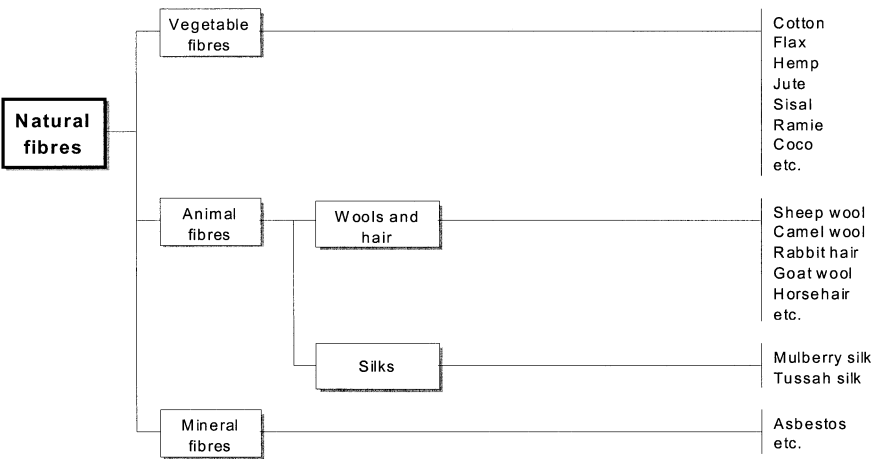 Natural
fibres
Vegetable
fibres
Cotton
Flax
Hemp
Jute
Sisal
Ramie
Coco
etc.
Animal
fibres
Wools and
hair
Sheep wool
Camel wool
Rabbit hair
Goat wool
Horsehair
etc.
Silks
Mulberry silk
Tussah silk
Mineral
fibres
Asbestos
etc.